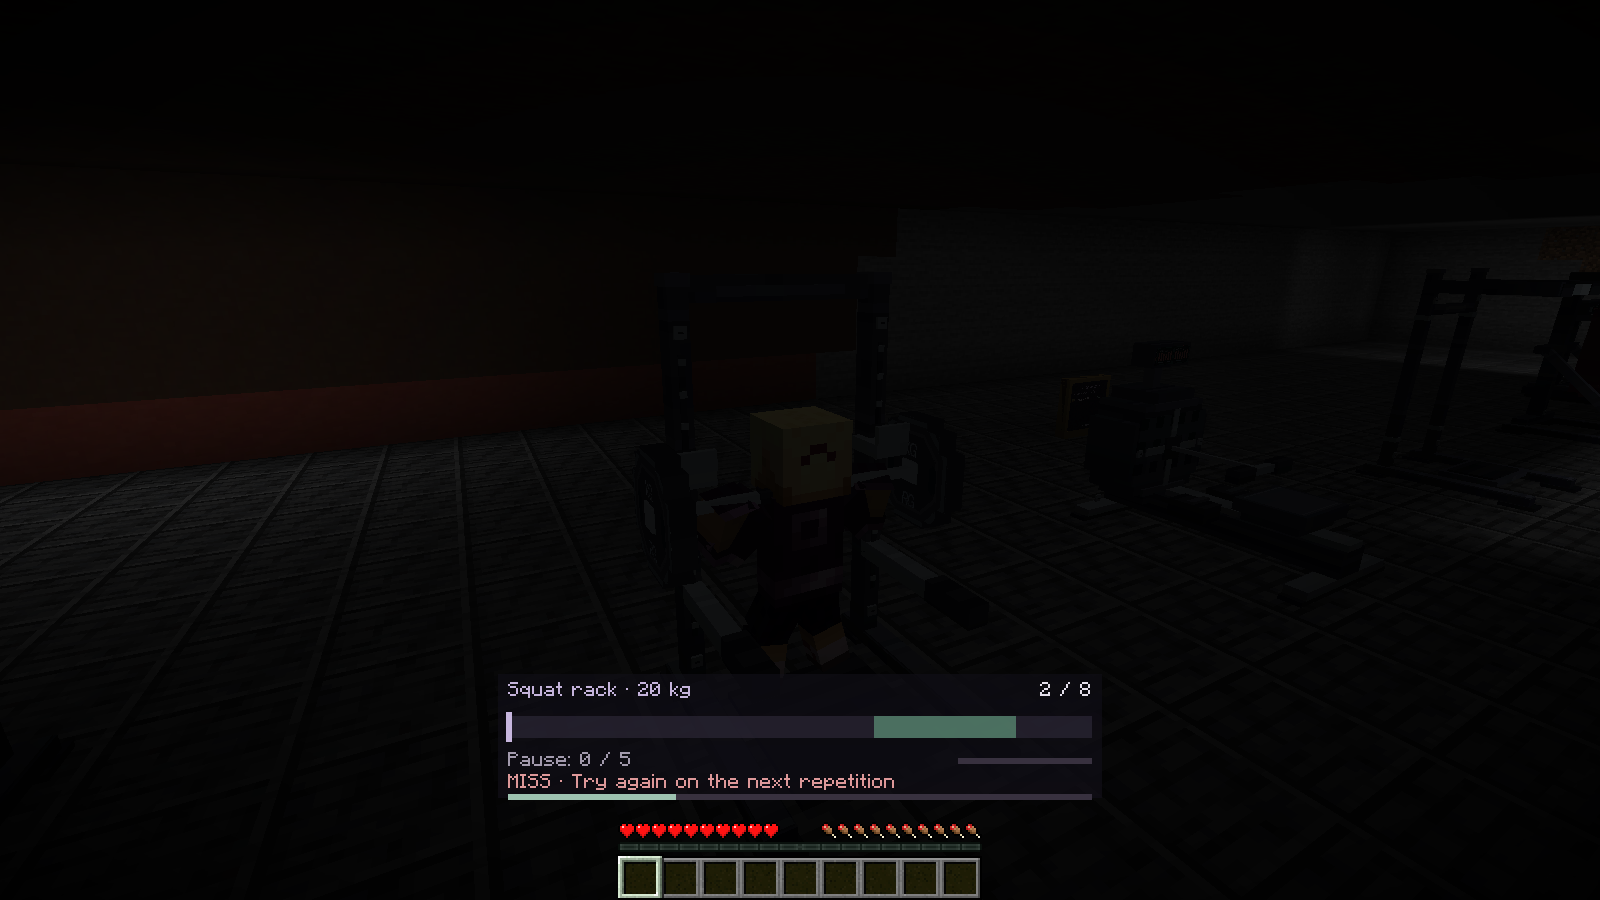 Squat rack · 20 kg
2 / 8
Pause: 0 / 5
MISS · Try again on the next repetition